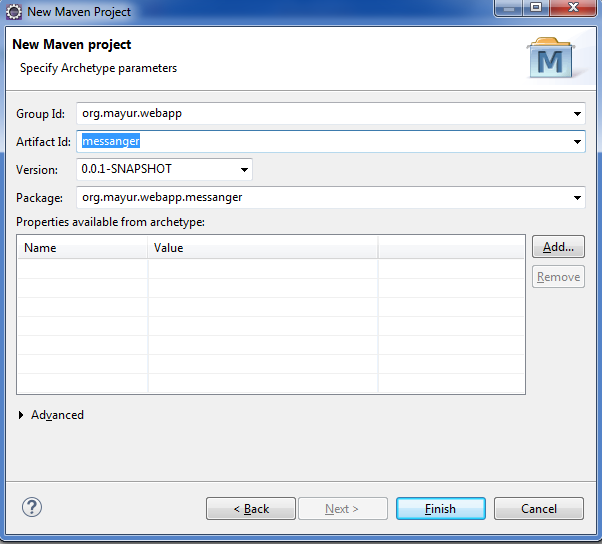 New Maven Project
New Maven project
Specify Archetype parameters
M
Group Id: org.mayur.webapp
Artifact Id: messanger
Version: 0.0.1-SNAPSHOT
Package: org.mayur.webapp.messanger
Properties available from archetype:
Name Value
Add...
Remove
Advanced
? < Back Next > Finish Cancel